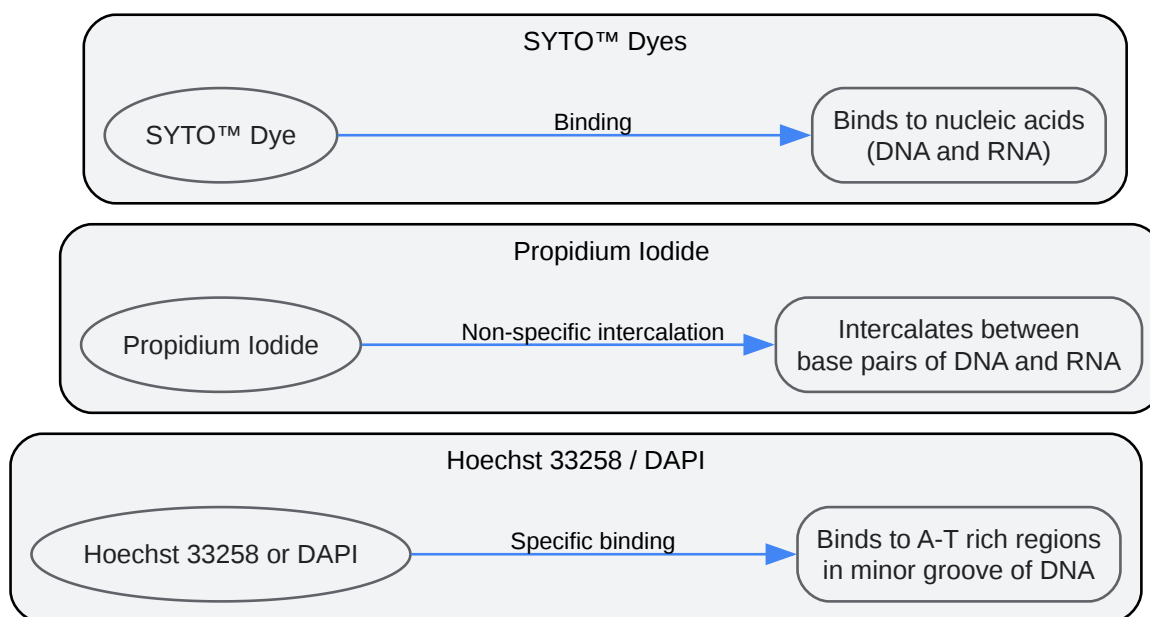 SYTO™ Dyes
SYTO™ Dye
Binding
Binds to nucleic acids
(DNA and RNA)
Propidium Iodide
Propidium Iodide
Non-specific intercalation
Intercalates between
base pairs of DNA and RNA
Hoechst 33258 / DAPI
Hoechst 33258 or DAPI
Specific binding
Binds to A-T rich regions
in minor groove of DNA